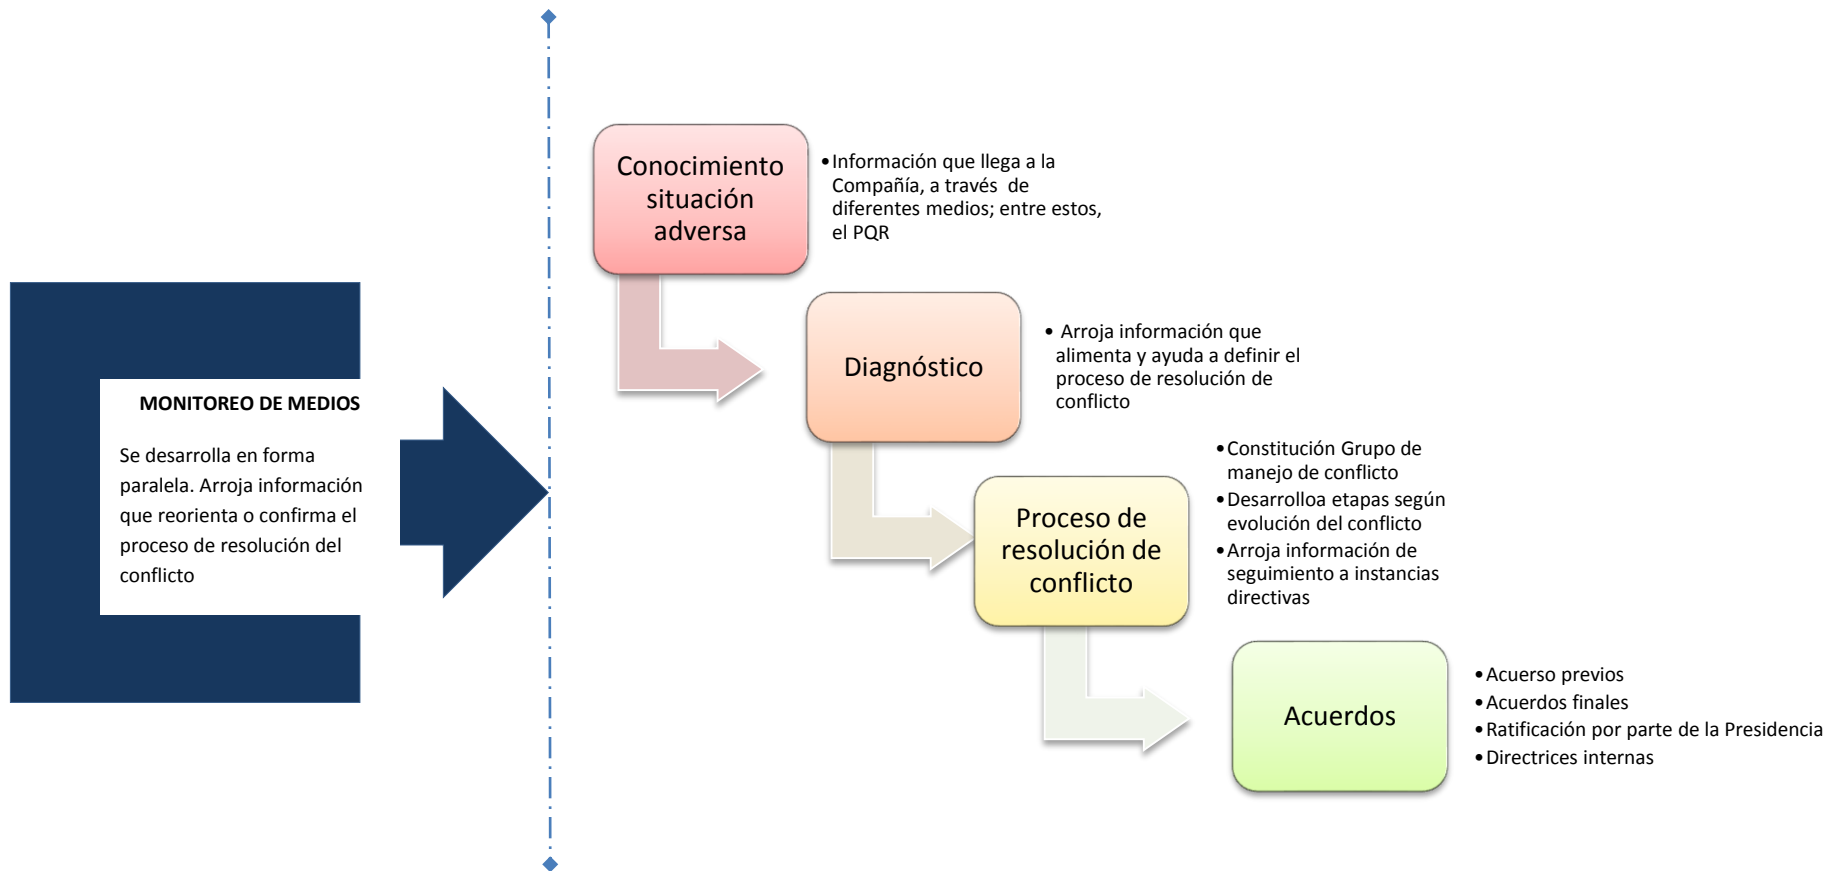 MONITOREO DE MEDIOS
Se desarrolla en forma
paralela. Arroja información
que reorienta o confirma el
proceso de resolución del
conflicto
Conocimiento
situación
adversa
•Información que llega a la
Compañía, a través  de
diferentes medios; entre estos,
el PQR
Diagnóstico
• Arroja información que
alimenta y ayuda a definir el
proceso de resolución de
conflicto
Proceso de
resolución de
conflicto
•Constitución Grupo de
manejo de conflicto
•Desarrolloa etapas según
evolución del conflicto
•Arroja información de
seguimiento a instancias
directivas
Acuerdos
•Acuerso previos
•Acuerdos finales
•Ratificación por parte de la Presidencia
•Directrices internas